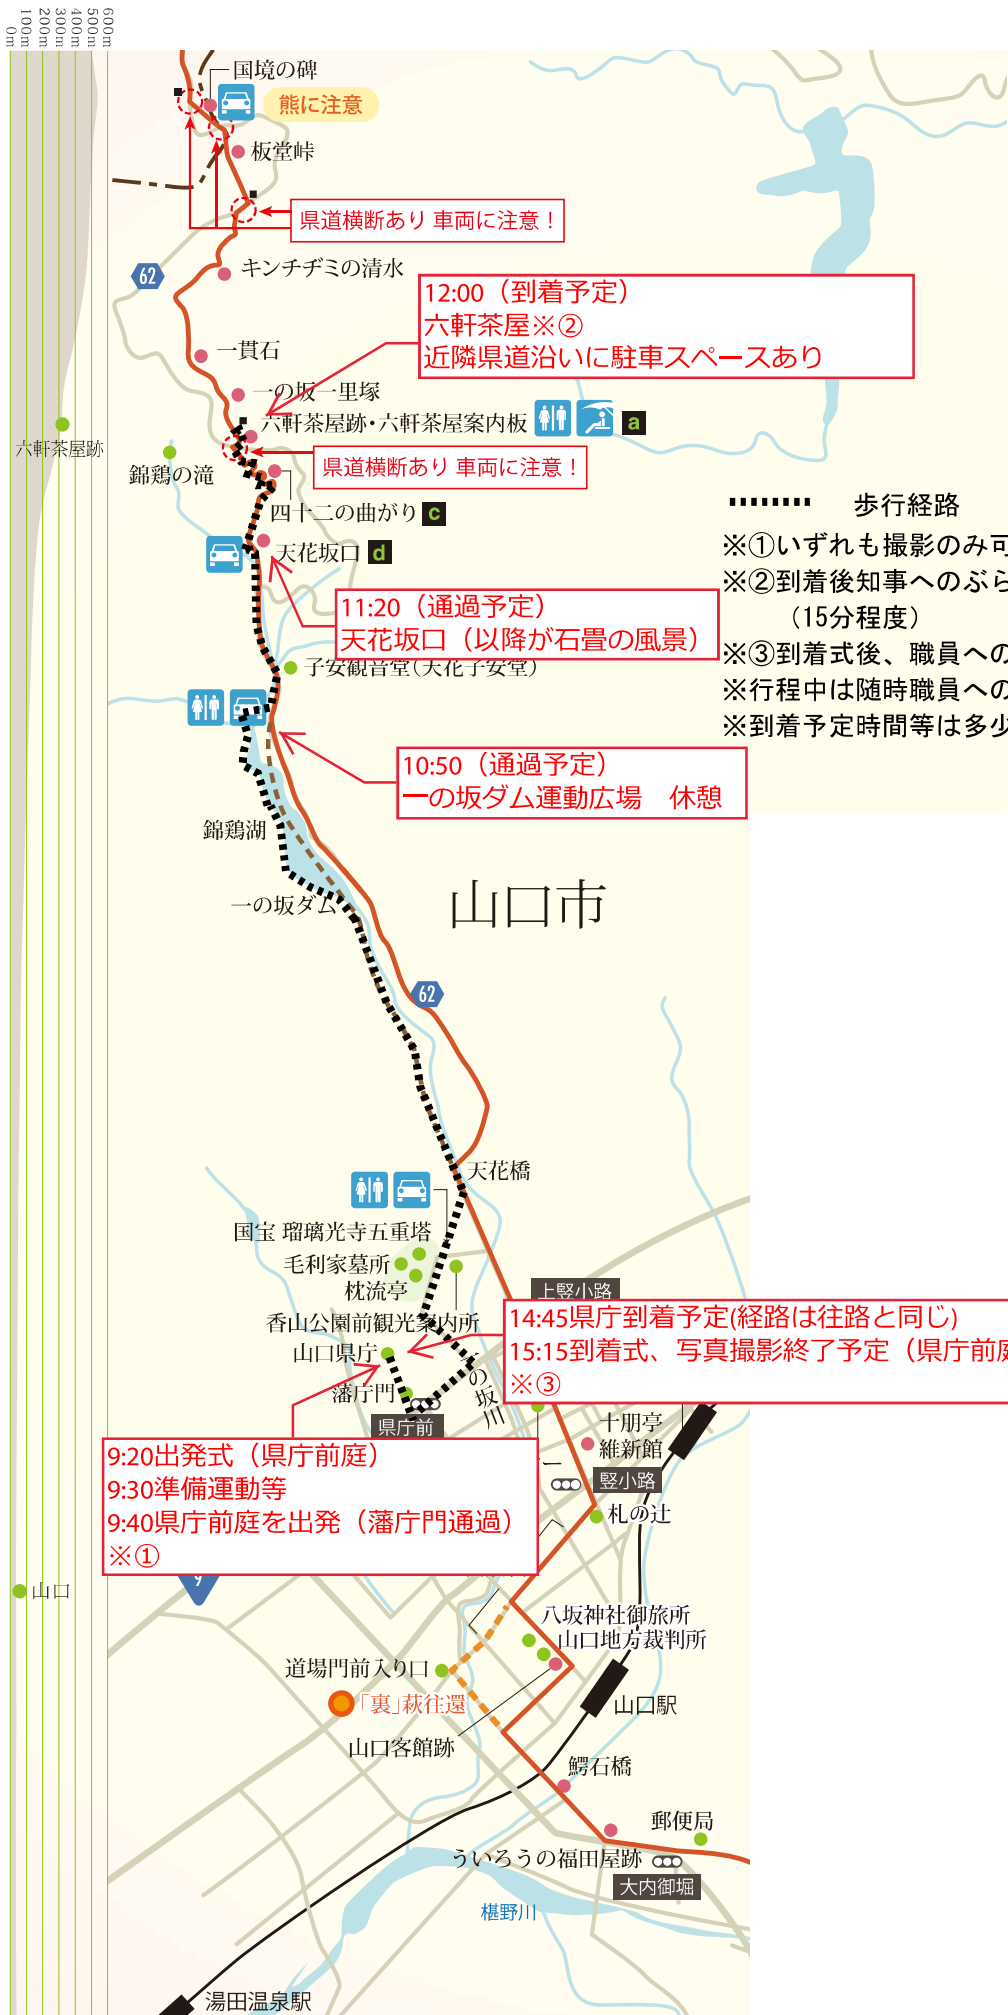 600m
500m
400m
300m
200m
100m
0m
国境の碑
熊に注意
板堂峠
県道横断あり 車両に注意！
キンチヂミの清水
62
12:00（到着予定）
六軒茶屋※②
近隣県道沿いに駐車スペースあり
一貫石
一の坂一里塚
六軒茶屋跡・六軒茶屋案内板
a
六軒茶屋跡
錦鶏の滝
県道横断あり 車両に注意！
四十二の曲がり
c
歩行経路
天花坂口
d
※①いずれも撮影のみ可
※②到着後知事へのぶら
（15分程度）
※③到着式後、職員への
※行程中は随時職員への
※到着予定時間等は多少
11:20（通過予定）
天花坂口（以降が石畳の風景）
子安観音堂（天花子安堂）
10:50（通過予定）
一の坂ダム運動広場　休憩
錦鶏湖
一の坂ダム
山口市
62
天花橋
国宝 瑠璃光寺五重塔
毛利家墓所
枕流亭
上竪小路
香山公園前観光案内所
14:45県庁到着予定(経路は往路と同じ)
15:15到着式、写真撮影終了予定（県庁前庭
※③
山口県庁
一の坂川
藩庁門
県庁前
十朋亭
維新館
9:20出発式（県庁前庭）
9:30準備運動等
9:40県庁前庭を出発（藩庁門通過）
※①
ー
竪小路
札の辻
9
山口
八坂神社御旅所
山口地方裁判所
道場門前入り口
「裏」萩往還
山口駅
山口客館跡
鰐石橋
郵便局
ういろうの福田屋跡
大内御堀
椹野川
湯田温泉駅